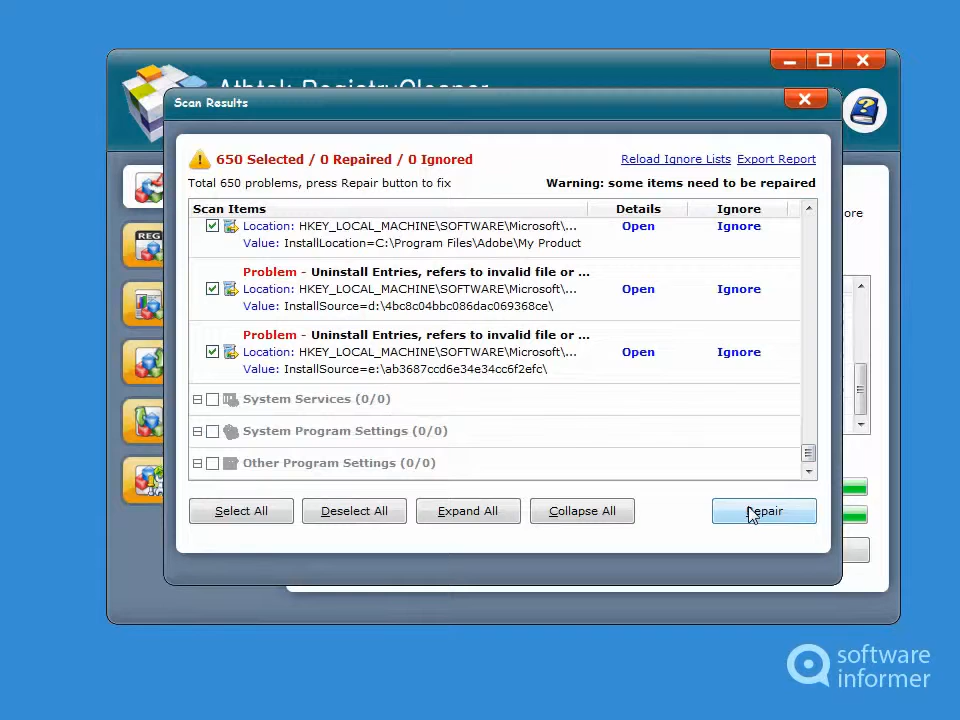 Athtek RegistryCleaner
Scan Results
650 Selected / 0 Repaired / 0 Ignored
Reload Ignore Lists Export Report
Total 650 problems, press Repair button to fix
Warning: some items need to be repaired
Scan Items Details Ignore
Location: HKEY_LOCAL_MACHINE\SOFTWARE\Microsoft\... Open Ignore
Value: InstallLocation=C:\Program Files\Adobe\My Product
Problem - Uninstall Entries, refers to invalid file or ...
Location: HKEY_LOCAL_MACHINE\SOFTWARE\Microsoft\... Open Ignore
Value: InstallSource=d:\4bc8c04bbc086dac069368ce\
Problem - Uninstall Entries, refers to invalid file or ...
Location: HKEY_LOCAL_MACHINE\SOFTWARE\Microsoft\... Open Ignore
Value: InstallSource=e:\ab3687ccd6e34e34cc6f2efc\
System Services (0/0)
System Program Settings (0/0)
Other Program Settings (0/0)
Select All Deselect All Expand All Collapse All Repair
REG
ore
software
informer